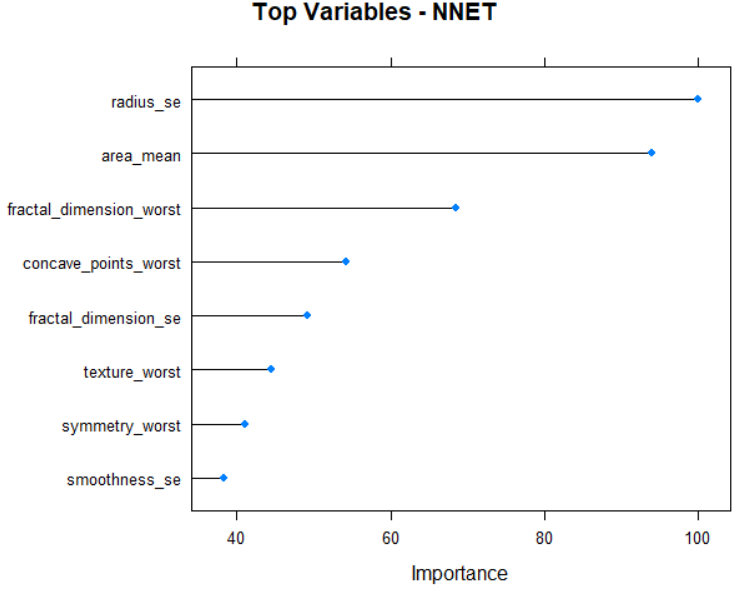 Top Variables - NNET
radius_se
area_mean
fractal_dimension_worst
concave_points_worst
fractal_dimension_se
texture_worst
symmetry_worst
smoothness_se
40 60 80 100
Importance